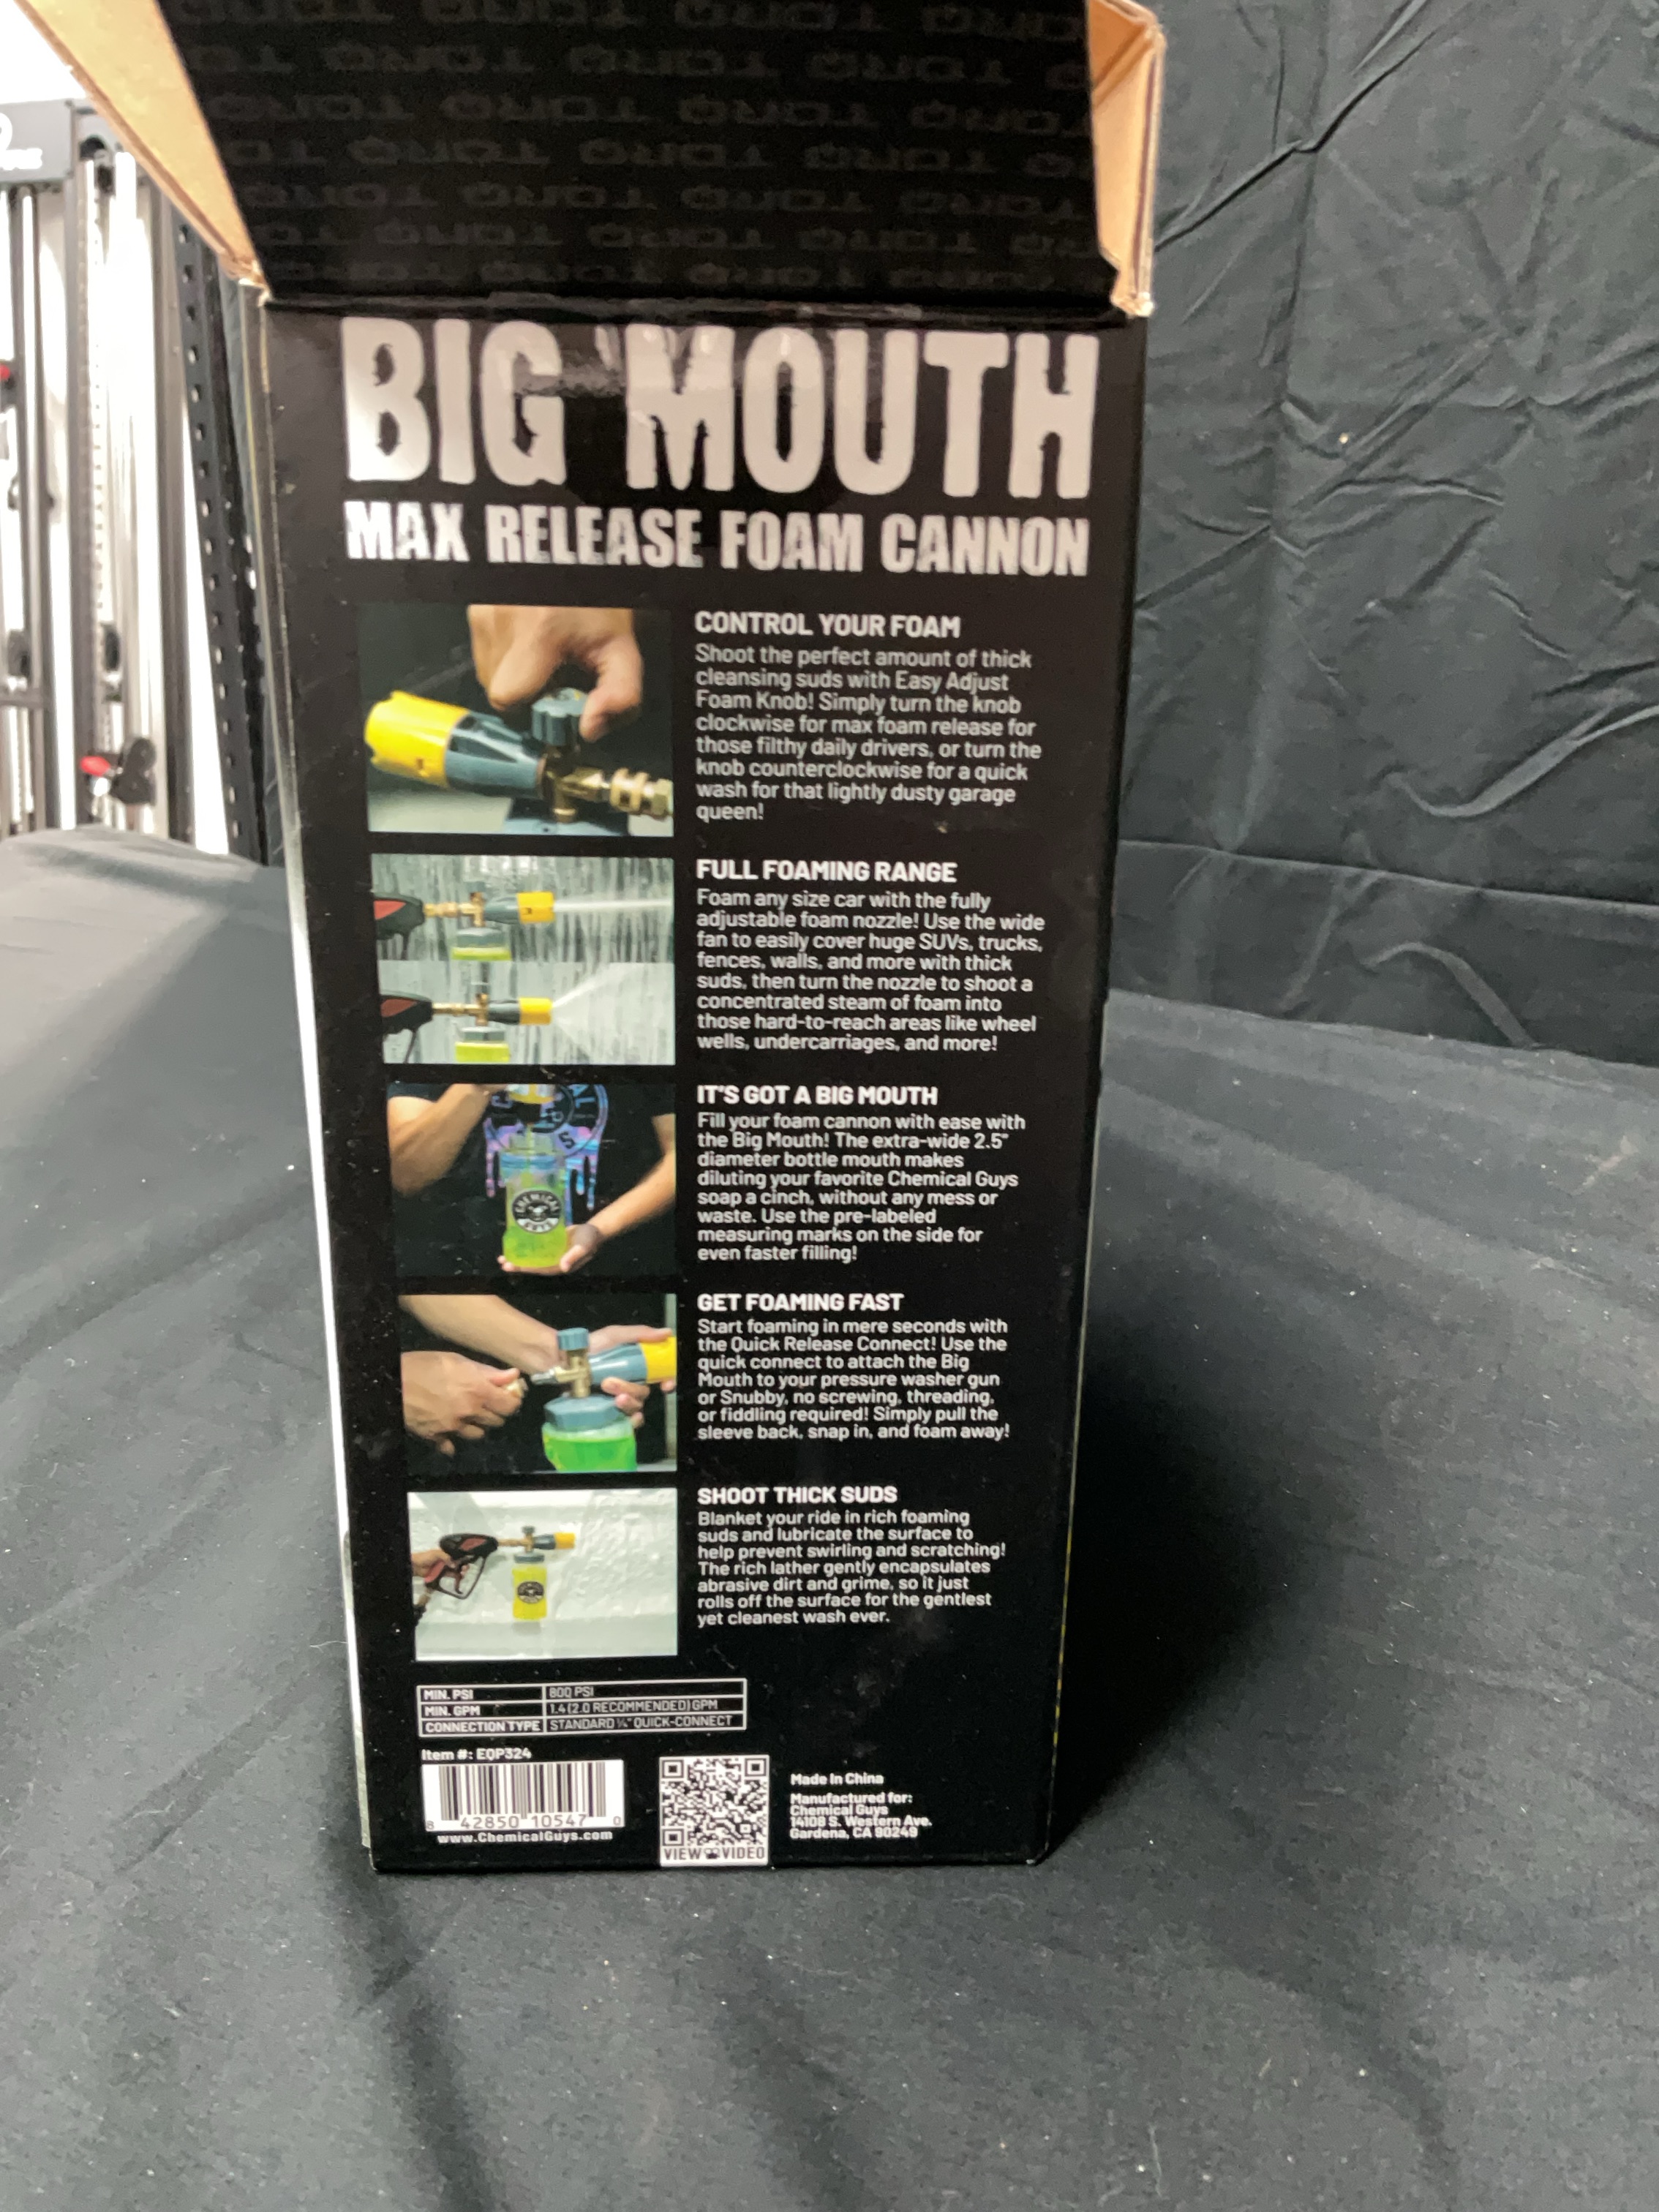 BIG MOUTH
MAX RELEASE FOAM CANNON
CONTROL YOUR FOAM
Shoot the perfect amount of thick
cleansing suds with Easy Adjust
Foam Knob! Simply turn the knob
clockwise for max foam release for
those filthy daily drivers, or turn the
knob counterclockwise for a quick
wash for that lightly dusty garage
queen!
FULL FOAMING RANGE
Foam any size car with the fully
adjustable foam nozzle! Use the wide
fan to easily cover huge SUVs, trucks,
fences, walls, and more with thick
suds, then turn the nozzle to shoot a
concentrated steam of foam into
those hard-to-reach areas like wheel
wells, undercarriages, and more!
IT'S GOT A BIG MOUTH
Fill your foam cannon with ease with
the Big Mouth! The extra-wide 2.5"
diameter bottle mouth makes
diluting your favorite Chemical Guys
soap a cinch, without any mess or
waste. Use the pre-labeled
measuring marks on the side for
even faster filling!
CHEMICAL
GUYS
GET FOAMING FAST
Start foaming in mere seconds with
the Quick Release Connect! Use the
quick connect to attach the Big
Mouth to your pressure washer gun
or Snubby, no screwing, threading,
or fiddling required! Simply pull the
sleeve back, snap in, and foam away!
SHOOT THICK SUDS
Blanket your ride in rich foaming
suds and lubricate the surface to
help prevent swirling and scratching!
The rich lather gently encapsulates
abrasive dirt and grime, so it just
rolls off the surface for the gentlest
yet cleanest wash ever.
MIN. PSI 800 PSI
MIN. GPM 1.4 (2.0 RECOMMENDED) GPM
CONNECTION TYPE STANDARD ¼" QUICK-CONNECT
Item #: EQP324
8 42850 10547 0
www.ChemicalGuys.com
VIEW VIDEO
Made In China
Manufactured for:
Chemical Guys
14108 S. Western Ave.
Gardena, CA 90249